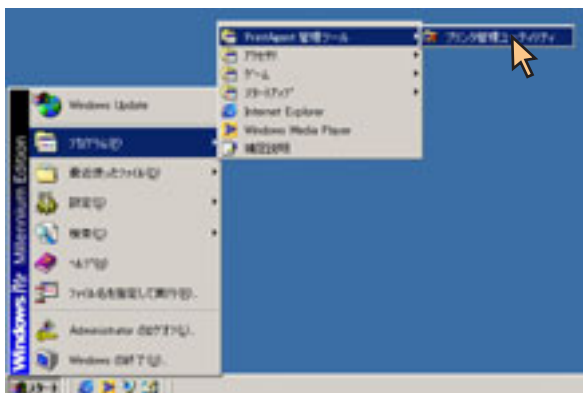 PrintAgent 管理ツール
プリンタ管理ユーティリティ
アクセサリ
ゲーム
スタートアップ
Internet Explorer
Windows Media Player
補足説明
Windows Update
プログラム(P)
最近使ったファイル(D)
設定(S)
検索(C)
ヘルプ(H)
ファイル名を指定して実行(R)...
Administrator のログオフ(L)...
Windows の終了(U)...
Windows Me Millennium Edition
スタート